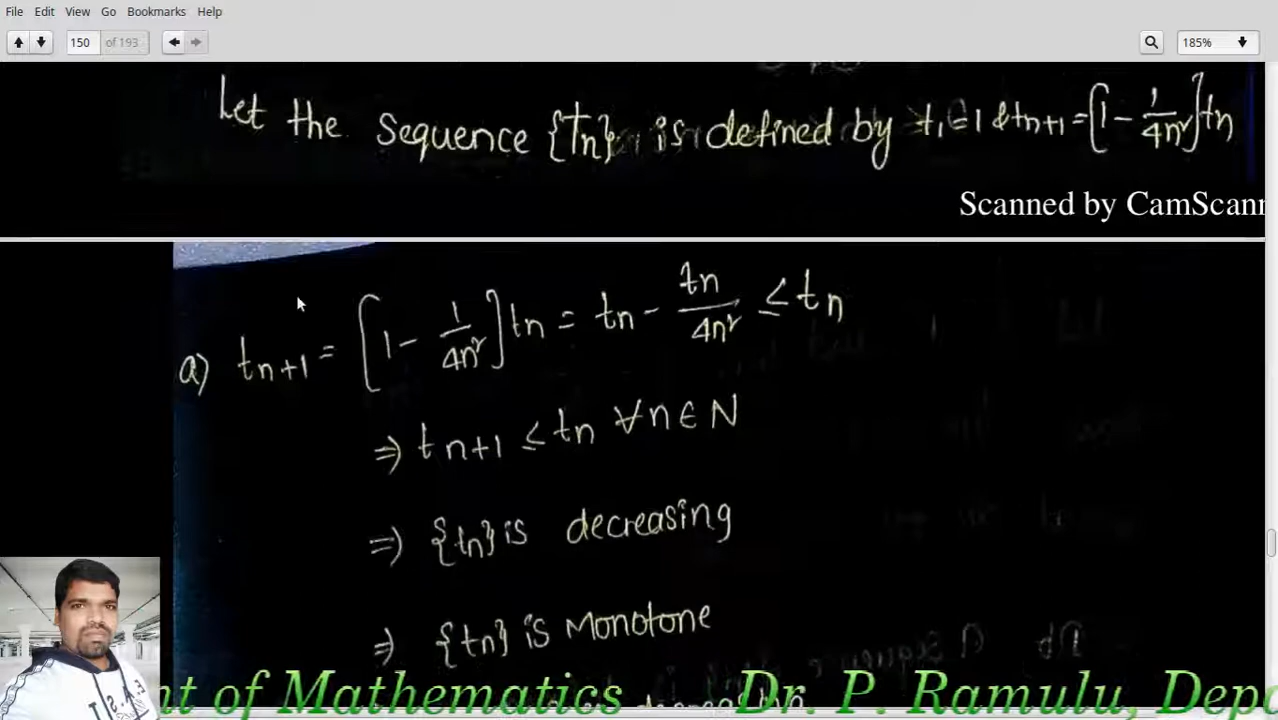 File Edit View Go Bookmarks Help
150 of 193 185%
Let the Sequence {tn} is defined by t₁ = 1 & tn+1 = [1 - 1/4n²] tn
Scanned by CamScann
a) tn+1 = [1 - 1/4n²] tn = tn - tn/4n² ≤ tn
⇒ tn+1 ≤ tn ∀ n ∈ N
⇒ {tn} is decreasing
⇒ {tn} is Monotone
nt of Mathematics Dr. P. Ramulu, Depa